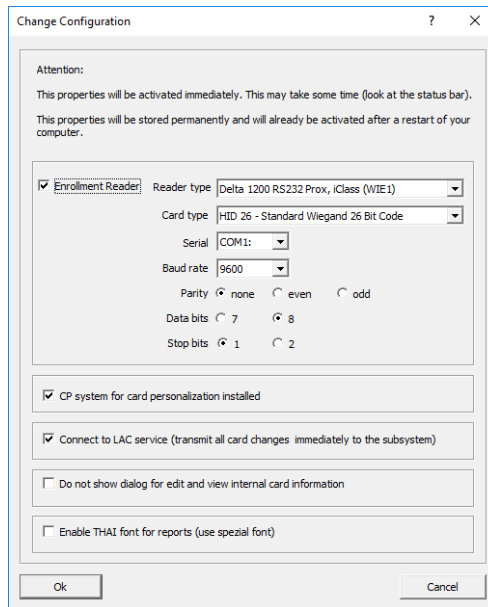 Change Configuration
Attention:
This properties will be activated immediately. This may take some time (look at the status bar).
This properties will be stored permanently and will already be activated after a restart of your
computer.
Enrollment Reader
Reader type Delta 1200 RS232 Prox, iClass (WIE1)
Card type HID 26 - Standard Wiegand 26 Bit Code
Serial COM1:
Baud rate 9600
Parity none even odd
Data bits 7 8
Stop bits 1 2
CP system for card personalization installed
Connect to LAC service (transmit all card changes immediately to the subsystem)
Do not show dialog for edit and view internal card information
Enable THAI font for reports (use spezial font)
Ok Cancel